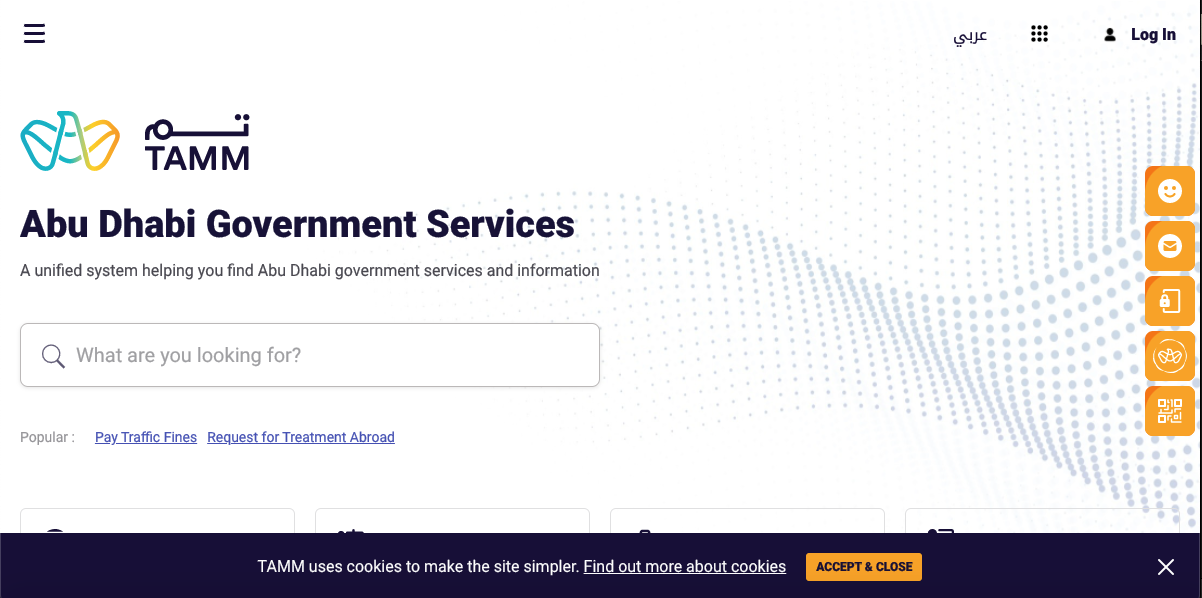 عربي
Log In
تم
TAMM
Abu Dhabi Government Services
A unified system helping you find Abu Dhabi government services and information
What are you looking for?
Popular : Pay Traffic Fines Request for Treatment Abroad
TAMM uses cookies to make the site simpler. Find out more about cookies ACCEPT & CLOSE